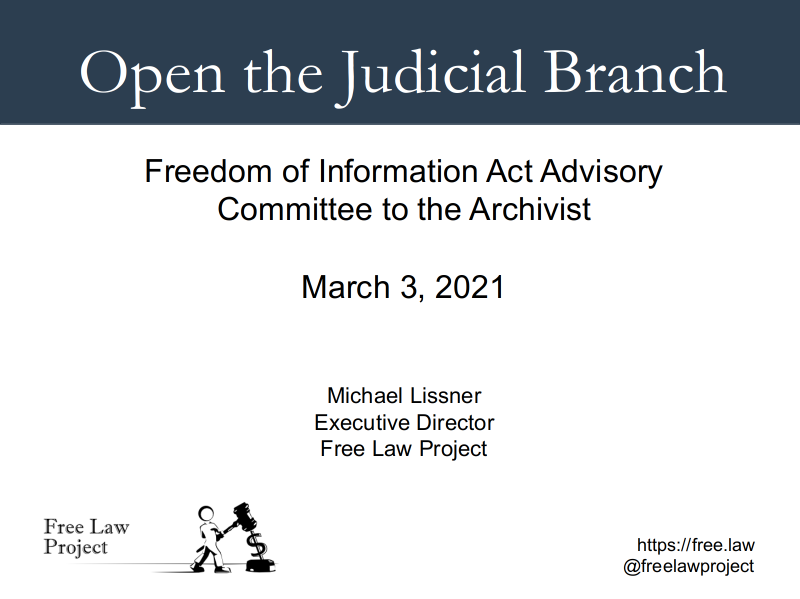 Open the Judicial Branch
Freedom of Information Act Advisory
Committee to the Archivist
March 3, 2021
Michael Lissner
Executive Director
Free Law Project
Free Law
Project
$
https://free.law
@freelawproject